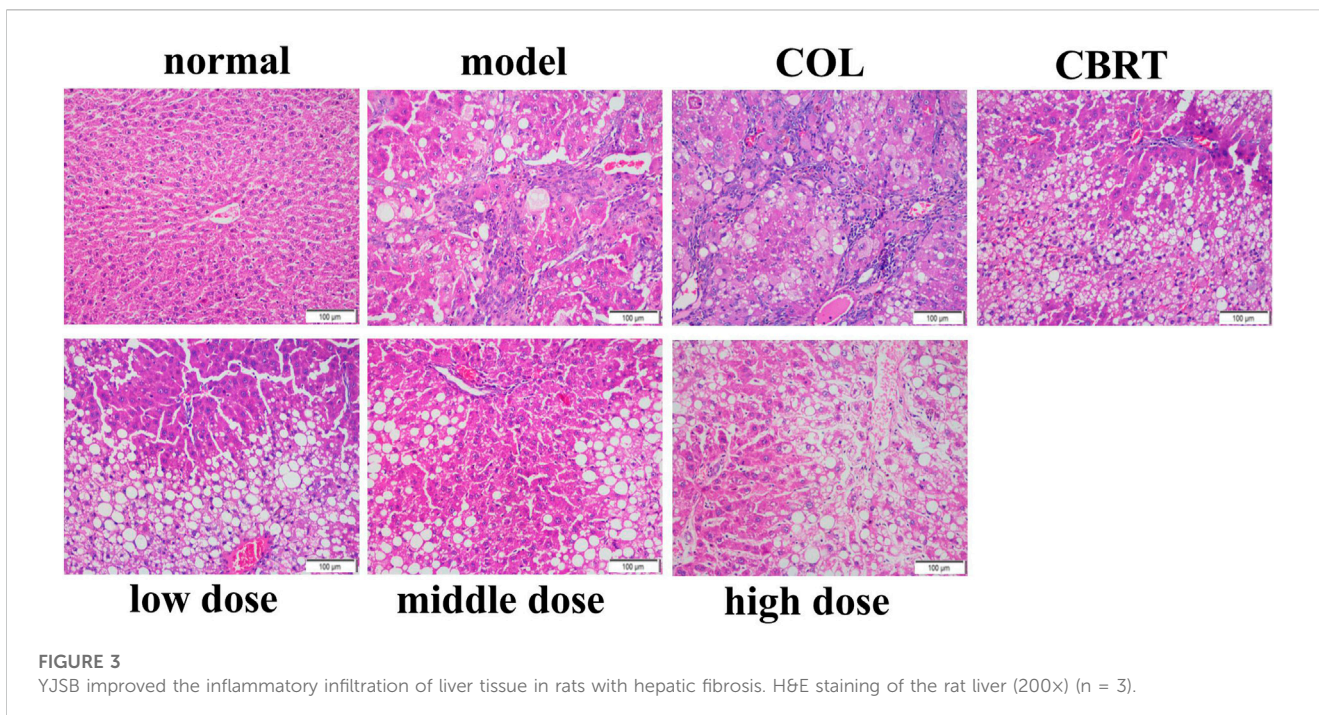 normal model COL CBRT
100 µm 100 µm 100 µm 100 µm
100 µm 100 µm 100 µm
low dose middle dose high dose
FIGURE 3
YJSB improved the inflammatory infiltration of liver tissue in rats with hepatic fibrosis. H&E staining of the rat liver (200×) (n = 3).